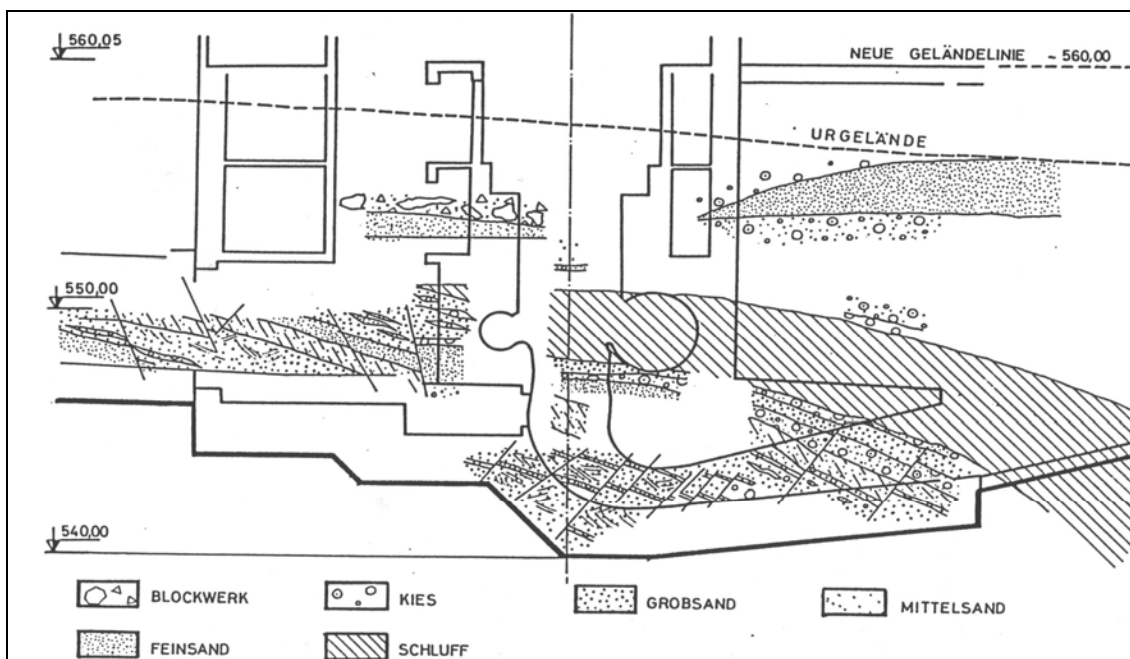 560,05
NEUE GELÄNDELINIE ~560,00
URGELÄNDE
550,00
540,00
BLOCKWERK
KIES
GROBSAND
MITTELSAND
FEINSAND
SCHLUFF